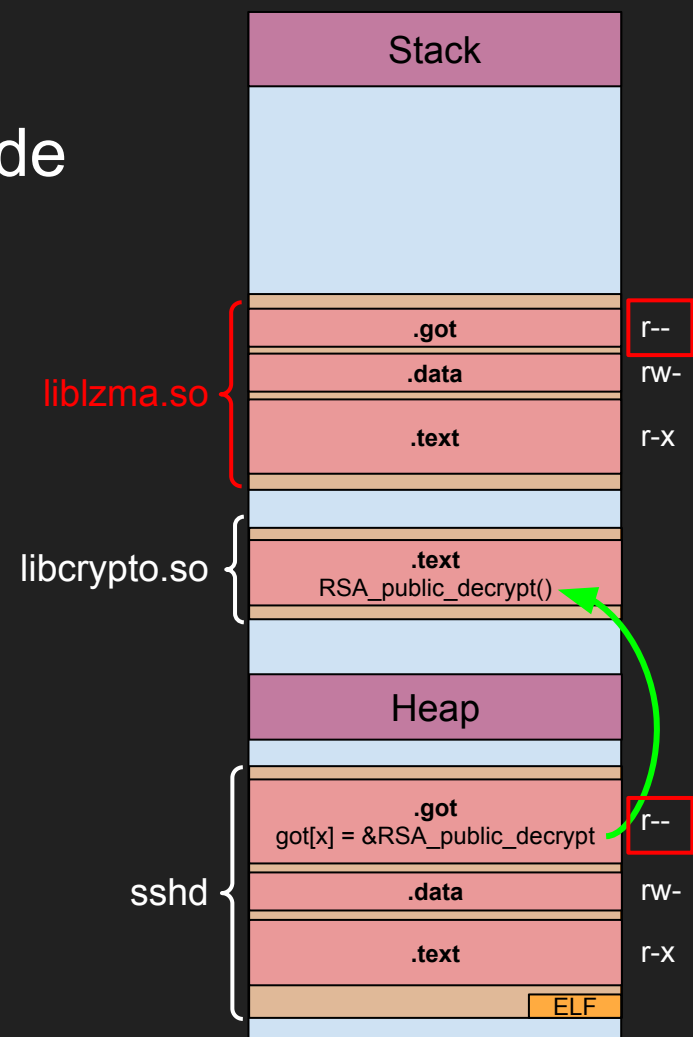 Stack
de
.got
r--
.data
rw-
liblzma.so
.text
r-x
libcrypto.so
.text
RSA_public_decrypt()
Heap
.got
got[x] = &RSA_public_decrypt
r--
sshd
.data
rw-
.text
r-x
ELF